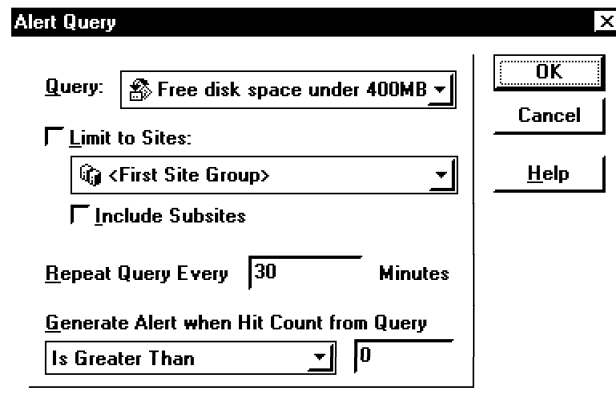 Alert Query
Query: Free disk space under 400MB
OK
Cancel
Limit to Sites:
<First Site Group>
Help
Include Subsites
Repeat Query Every 30 Minutes
Generate Alert when Hit Count from Query
Is Greater Than 0